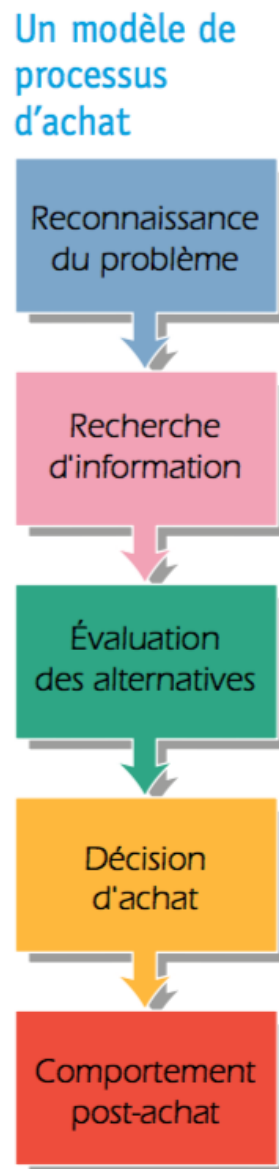 Un modèle de
processus
d’achat
Reconnaissance
du problème
Recherche
d'information
Évaluation
des alternatives
Décision
d'achat
Comportement
post-achat